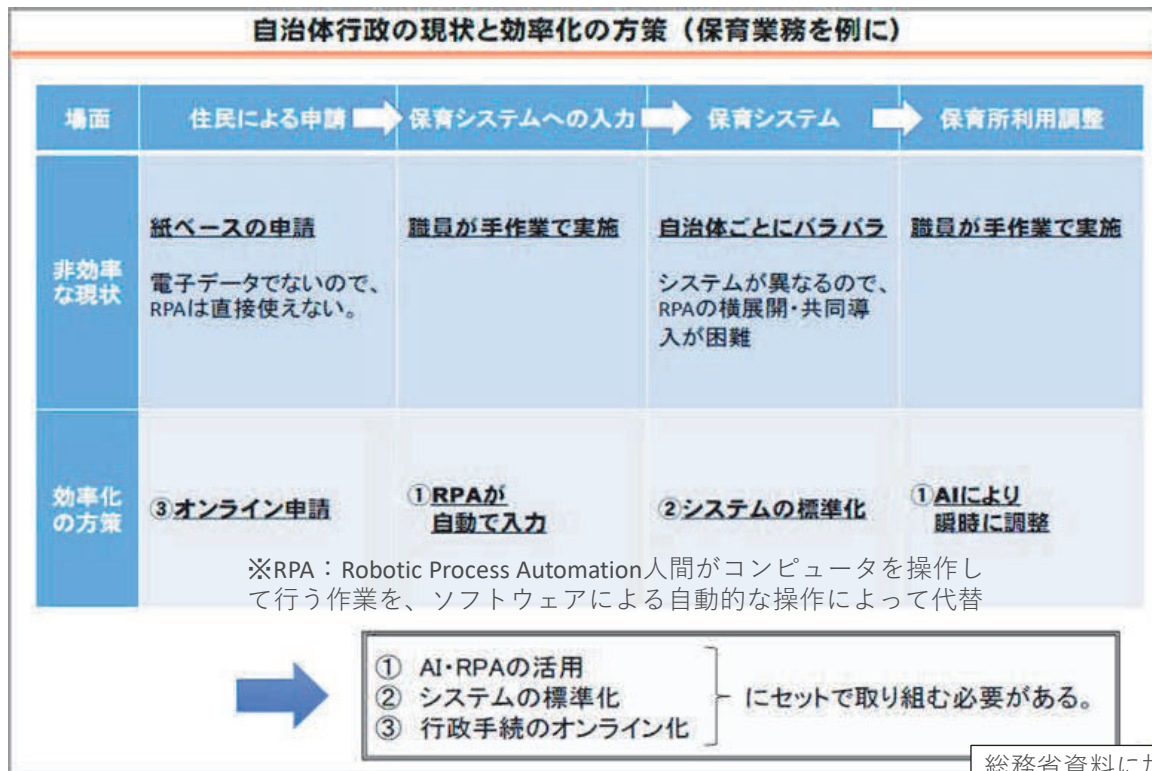 自治体行政の現状と効率化の方策（保育業務を例に）
場面
住民による申請
保育システムへの入力
保育システム
保育所利用調整
非効率
な現状
紙ベースの申請
電子データでないので、
RPAは直接使えない。
職員が手作業で実施
自治体ごとにバラバラ
システムが異なるので、
RPAの横展開・共同導
入が困難
職員が手作業で実施
効率化
の方策
③オンライン申請
①RPAが
自動で入力
②システムの標準化
①AIにより
瞬時に調整
※RPA：Robotic Process Automation人間がコンピュータを操作し
て行う作業を、ソフトウェアによる自動的な操作によって代替
① AI・RPAの活用
② システムの標準化
③ 行政手続のオンライン化
にセットで取り組む必要がある。
総務省資料に